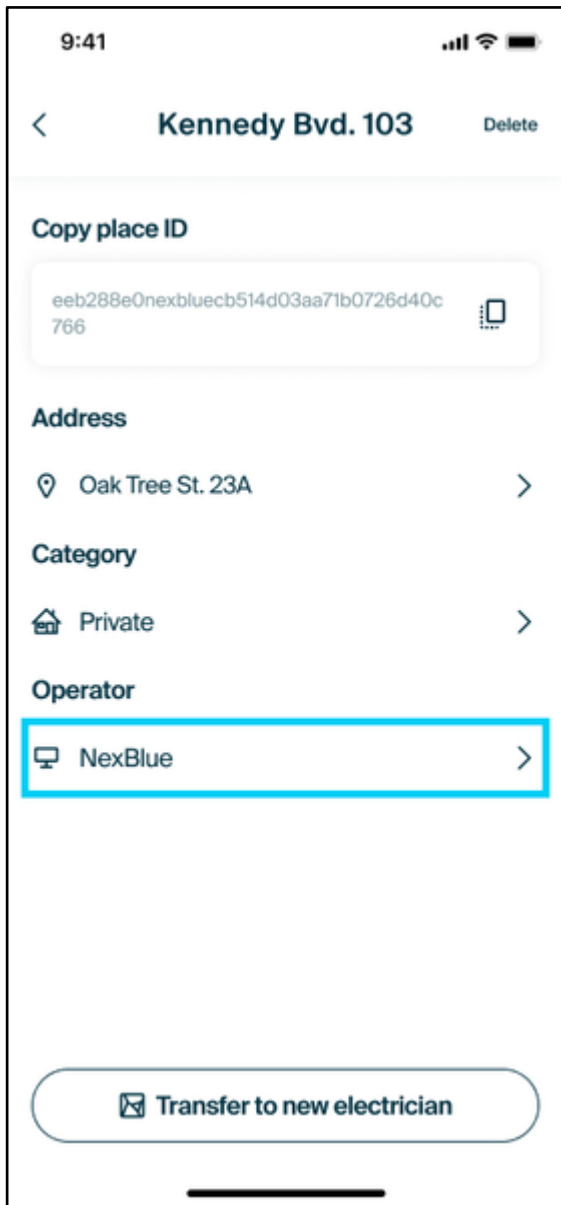 9:41
Kennedy Bvd. 103 Delete
Copy place ID
eeb288e0nexbluecb514d03aa71b0726d40c
766
Address
Oak Tree St. 23A
Category
Private
Operator
NexBlue
Transfer to new electrician